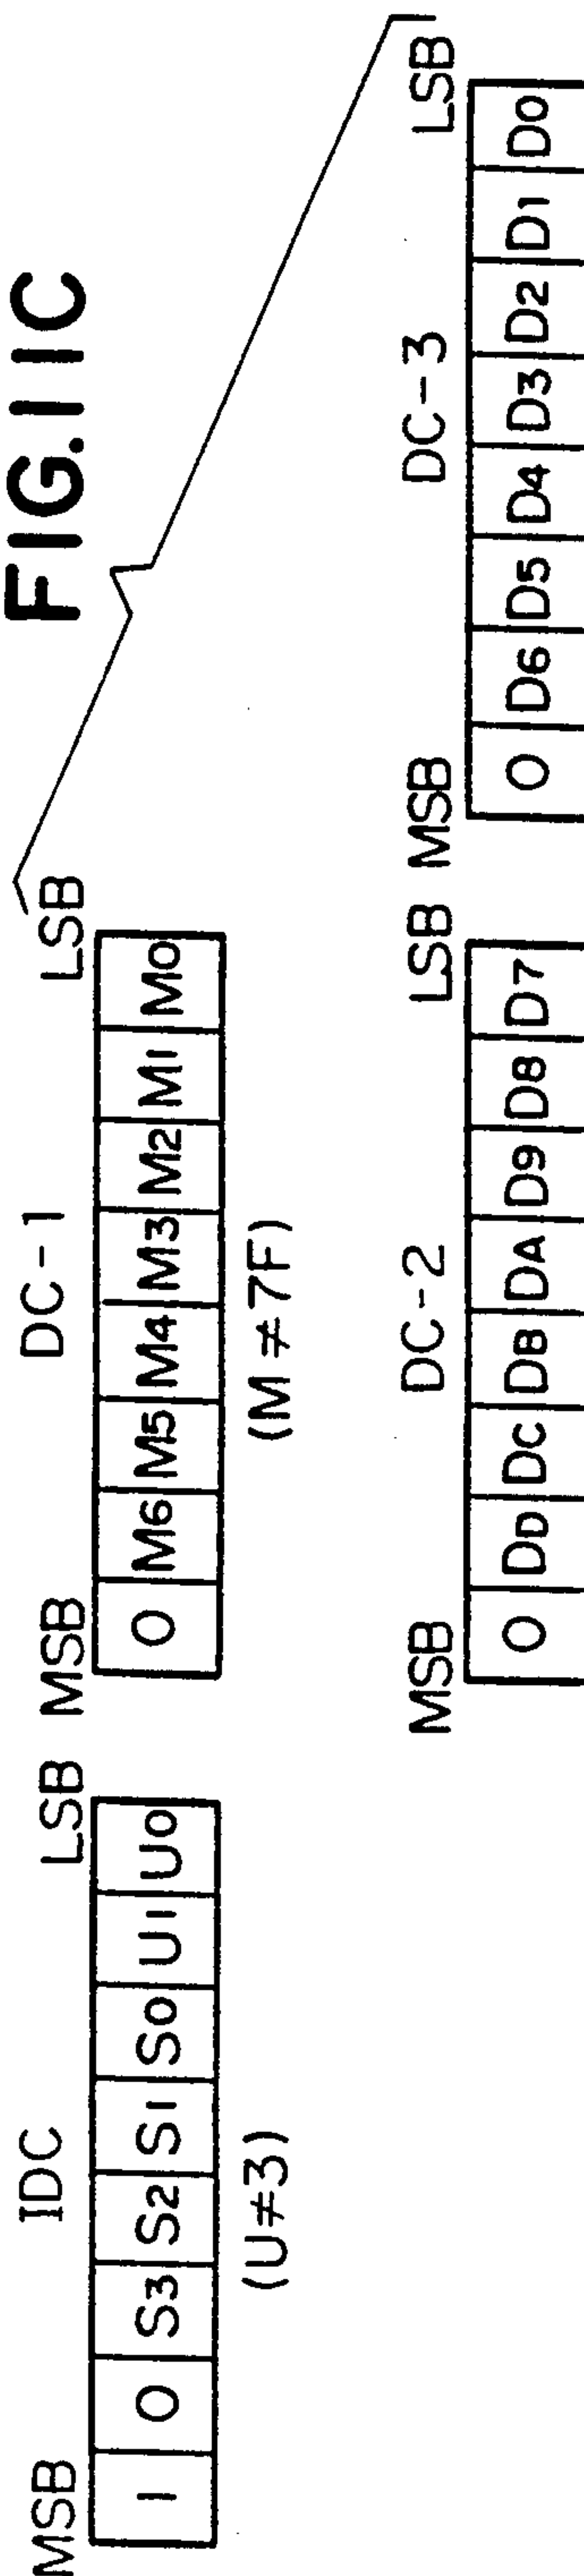 FIG. 11C
IDC
MSB LSB
1 0 S3 S2 S1 S0 U1 U0
(U≠3)
DC-1
MSB LSB
0 M6 M5 M4 M3 M2 M1 M0
(M≠7F)
DC-2
MSB LSB
0 DD DC DB DA D9 D8 D7
DC-3
MSB LSB
0 D6 D5 D4 D3 D2 D1 D0